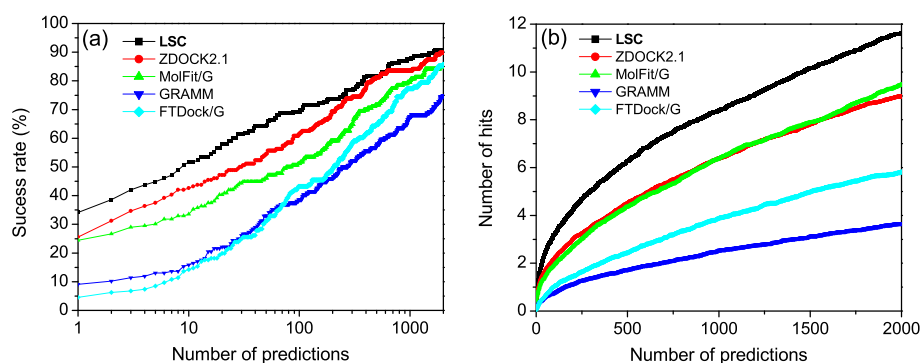 (a)
LSC
ZDOCK2.1
MolFit/G
GRAMM
FTDock/G
Sucess rate (%)
100
90
80
70
60
50
40
30
20
10
0
1
10
100
1000
Number of predictions
(b)
LSC
ZDOCK2.1
MolFit/G
GRAMM
FTDock/G
Number of hits
12
10
8
6
4
2
0
0
500
1000
1500
2000
Number of predictions